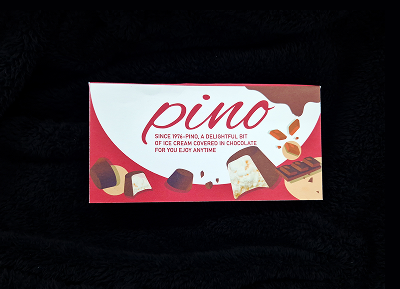 pino
SINCE 1976-PINO, A DELIGHTFUL BIT
OF ICE CREAM COVERED IN CHOCOLATE
FOR YOU EJOY ANYTIME